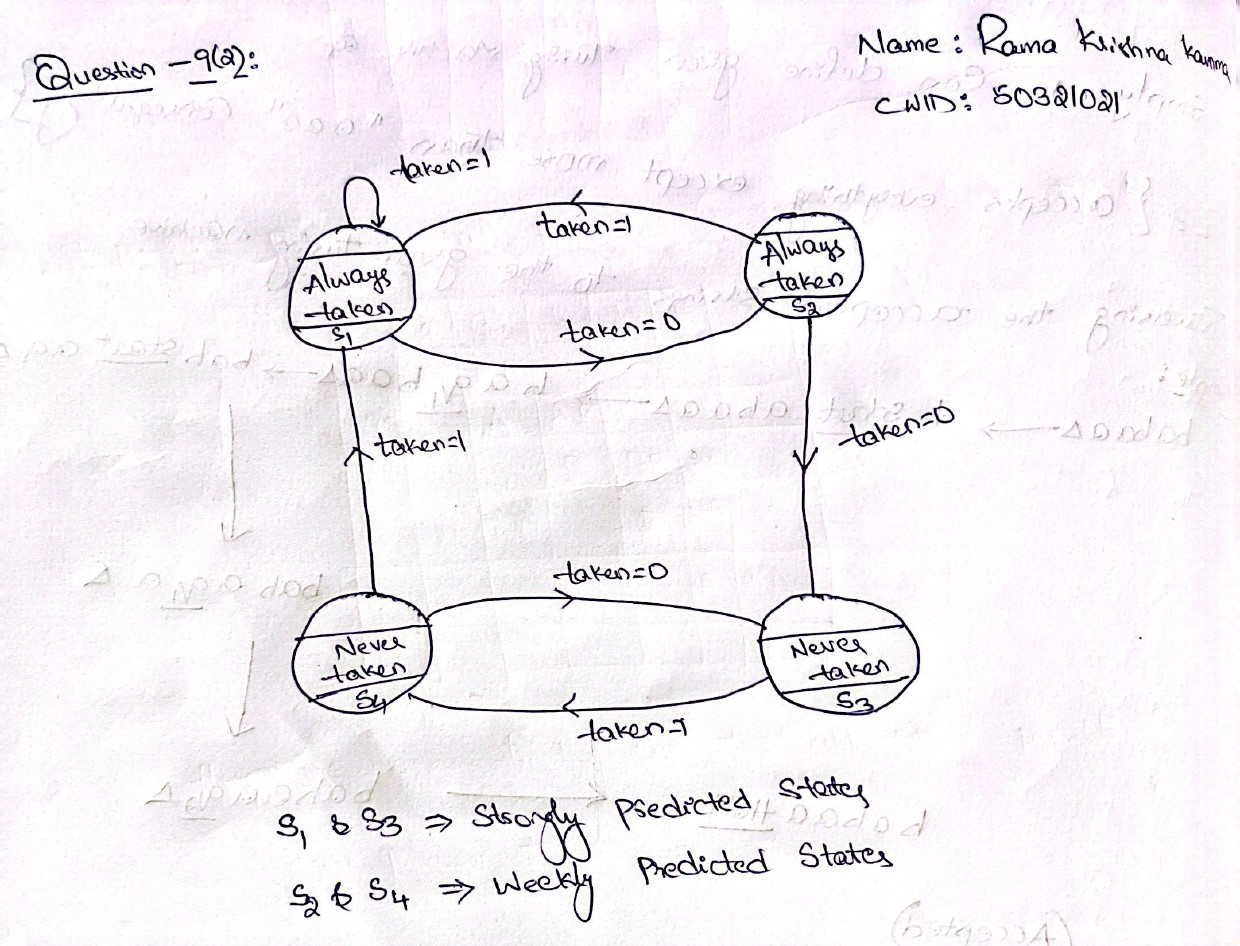 Question - 9(2):
Name : Rama Krishna Kamma
CWID: 50321021
taken=1
taken=1
Always
taken
S1
Always
taken
S2
taken=0
taken=1
taken=0
taken=0
Never
taken
S4
Never
taken
S3
taken=1
S1 & S3 ⇒ Strongly Predicted States
S2 & S4 ⇒ Weekly Predicted States